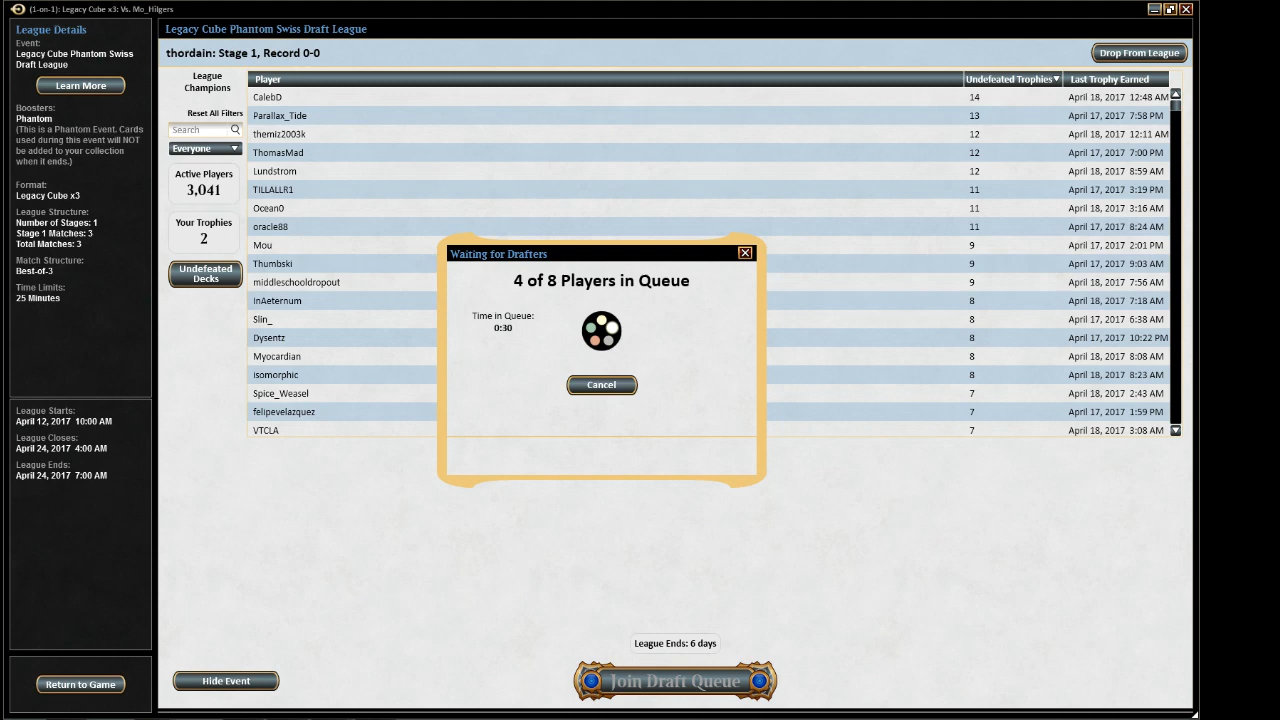 (1-on-1): Legacy Cube x3: Vs. Mo_Hilgers
League Details
Event:
Legacy Cube Phantom Swiss
Draft League
Learn More
Boosters:
Phantom
(This is a Phantom Event. Cards
used during this event will NOT
be added to your collection
when it ends.)
Format:
Legacy Cube x3
League Structure:
Number of Stages: 1
Stage 1 Matches: 3
Total Matches: 3
Match Structure:
Best-of-3
Time Limits:
25 Minutes
League Starts:
April 12, 2017 10:00 AM
League Closes:
April 24, 2017 4:00 AM
League Ends:
April 24, 2017 7:00 AM
Return to Game
Legacy Cube Phantom Swiss Draft League
thordain: Stage 1, Record 0-0
Drop From League
League
Champions
Reset All Filters
Search
Everyone
Active Players
3,041
Your Trophies
2
Undefeated
Decks
Player Undefeated Trophies Last Trophy Earned
CalebD 14 April 18, 2017 12:48 AM
Parallax_Tide 13 April 17, 2017 7:58 PM
themiz2003k 12 April 18, 2017 12:11 AM
ThomasMad 12 April 17, 2017 7:00 PM
Lundstrom 12 April 18, 2017 8:59 AM
TILLALLR1 11 April 17, 2017 3:19 PM
Ocean0 11 April 18, 2017 3:16 AM
oracle88 11 April 17, 2017 8:24 AM
Mou 9 April 17, 2017 2:01 PM
Thumbski 9 April 17, 2017 9:03 AM
middleschooldropout 9 April 18, 2017 7:56 AM
inAeternum 8 April 18, 2017 7:18 AM
Slin_ 8 April 17, 2017 6:38 AM
Dysentz 8 April 17, 2017 10:22 PM
Myocardian 8 April 18, 2017 8:08 AM
isomorphic 8 April 17, 2017 8:23 AM
Spice_Weasel 7 April 18, 2017 2:43 AM
felipevelazquez 7 April 17, 2017 1:59 PM
VTCLA 7 April 18, 2017 3:08 AM
Waiting for Drafters
4 of 8 Players in Queue
Time in Queue:
0:30
Cancel
League Ends: 6 days
Hide Event
Join Draft Queue